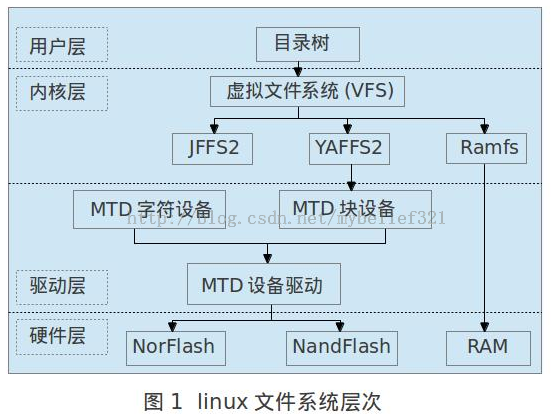 用户层
目录树
内核层
虚拟文件系统 (VFS)
JFFS2
YAFFS2
Ramfs
MTD 字符设备
MTD 块设备
http://blog.csdn.net/mybelief321
驱动层
MTD 设备驱动
硬件层
NorFlash
NandFlash
RAM
图 1 linux 文件系统层次